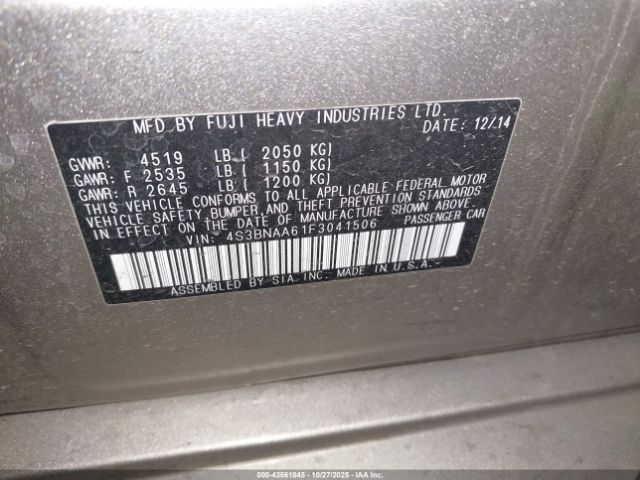 MFD.BY FUJI HEAVY INDUSTRIES LTD.
DATE: 12/14
GVWR: 4519 LB( 2050 KG)
GAWR: F 2535 LB( 1150 KG)
GAWR: R 2645 LB( 1200 KG)
THIS VEHICLE CONFORMS TO ALL APPLICABLE FEDERAL MOTOR
VEHICLE SAFETY,BUMPER,AND THEFT PREVENTION STANDARDS
IN EFFECT ON THE DATE OF MANUFACTURE SHOWN ABOVE.
VIN: 4S3BNAA61F3041506 PASSENGER CAR
ASSEMBLED BY SIA INC. MADE IN U.S.A.
000-43561845 - 10/27/2025 - IAA Inc.